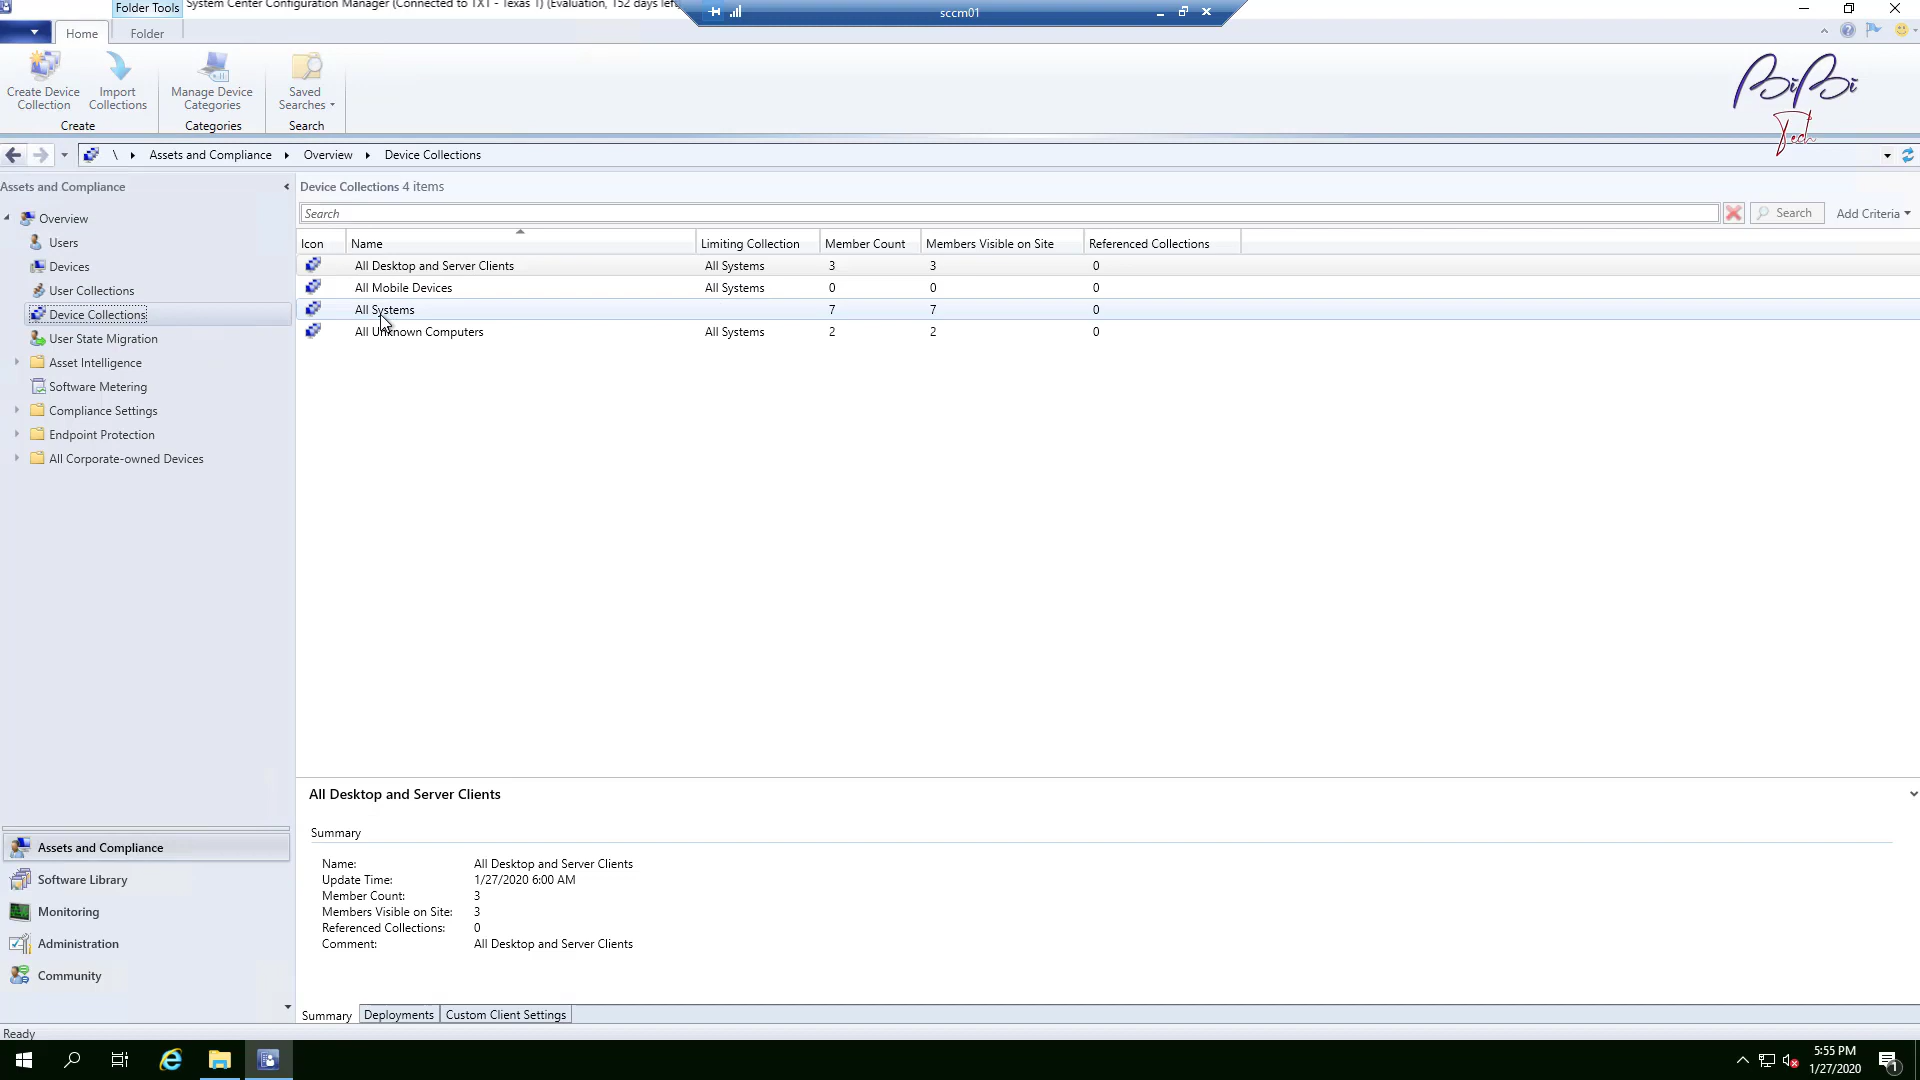 Folder Tools
System Center Configuration Manager (Connected to TX1 - Texas 1) (Evaluation, 152 days left)
sccm01
Home
Folder
Create Device Collection
Import Collections
Manage Device Categories
Saved Searches
Create
Categories
Search
BiBi
Tech
\ Assets and Compliance Overview Device Collections
Assets and Compliance
Overview
Users
Devices
User Collections
Device Collections
User State Migration
Asset Intelligence
Software Metering
Compliance Settings
Endpoint Protection
All Corporate-owned Devices
Assets and Compliance
Software Library
Monitoring
Administration
Community
Device Collections 4 items
Search
Search
Add Criteria
Icon Name Limiting Collection Member Count Members Visible on Site Referenced Collections
All Desktop and Server Clients All Systems 3 3 0
All Mobile Devices All Systems 0 0 0
All Systems 7 7 0
All Unknown Computers All Systems 2 2 0
All Desktop and Server Clients
Summary
Name: All Desktop and Server Clients
Update Time: 1/27/2020 6:00 AM
Member Count: 3
Members Visible on Site: 3
Referenced Collections: 0
Comment: All Desktop and Server Clients
Summary Deployments Custom Client Settings
Ready
5:55 PM
1/27/2020
1